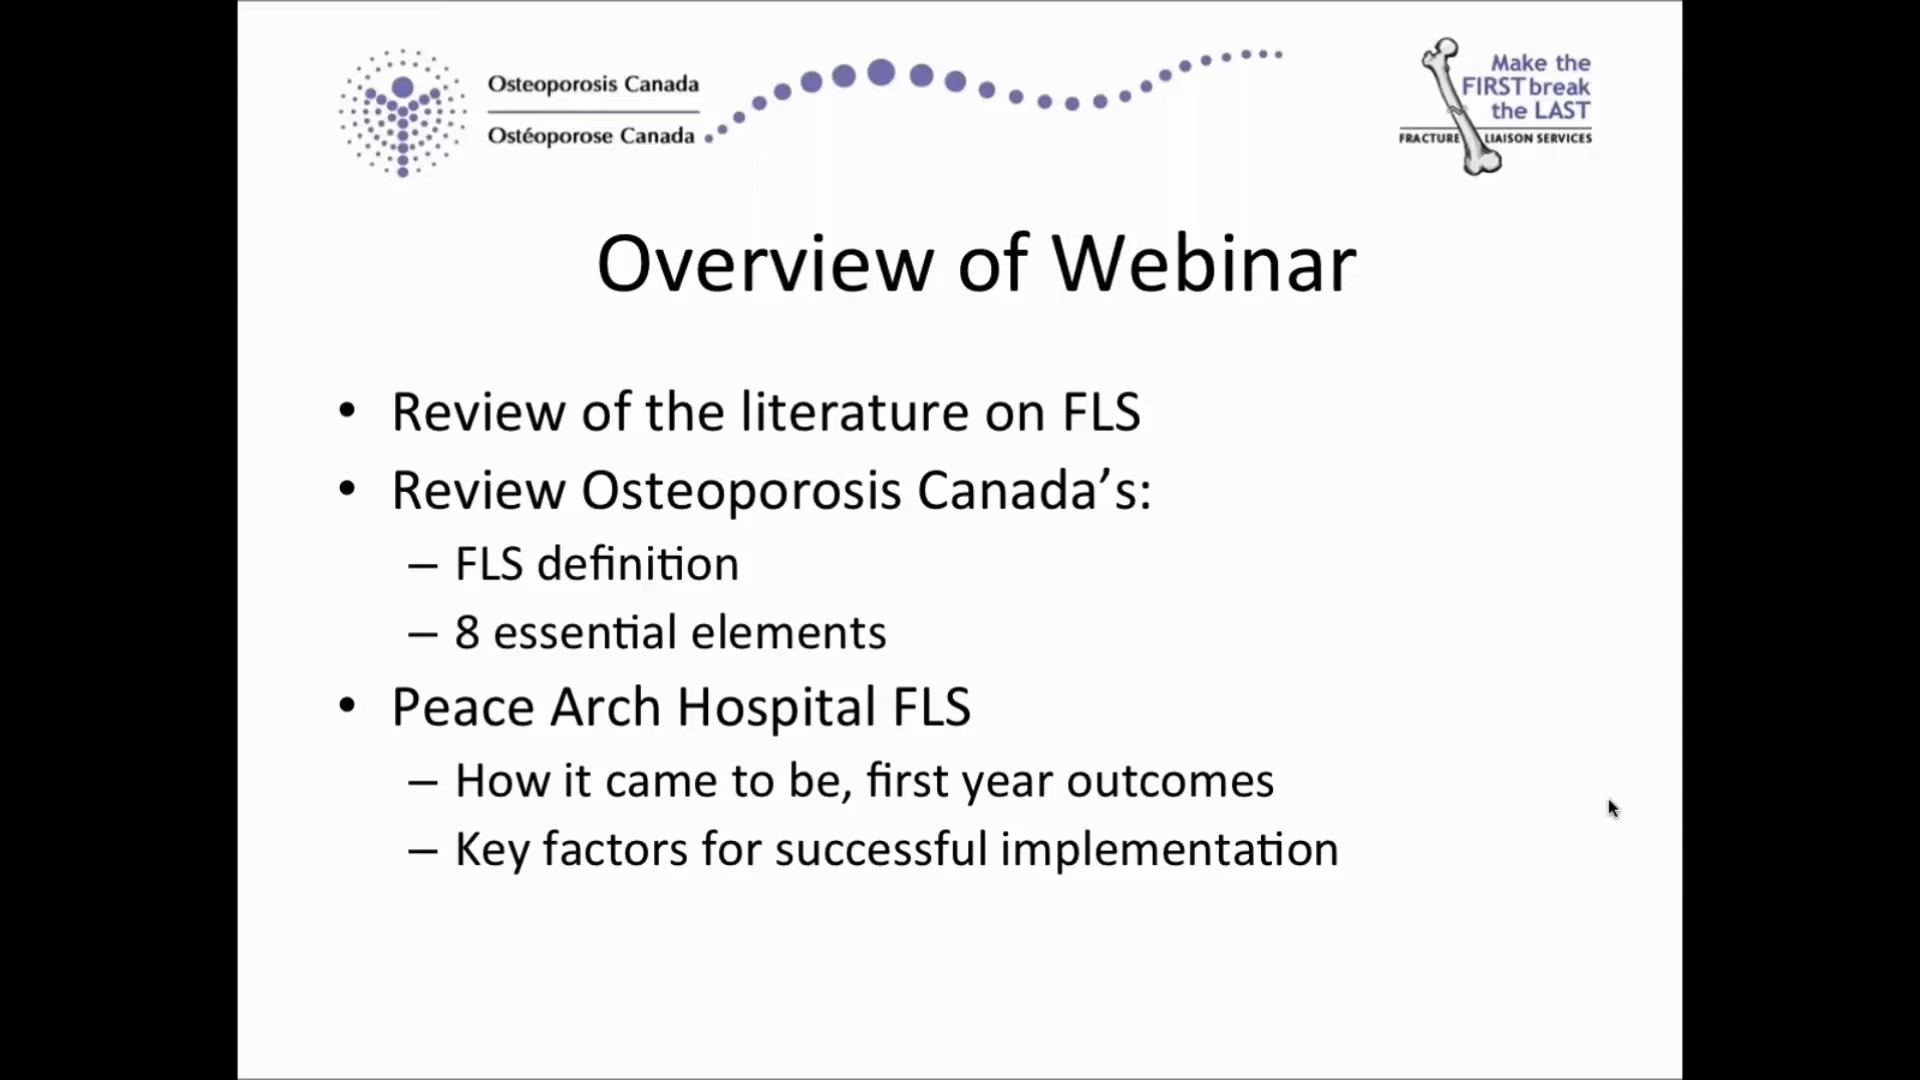 Osteoporosis Canada
Ostéoporose Canada
Make the
FIRST break
the LAST
FRACTURE LIAISON SERVICES
Overview of Webinar
• Review of the literature on FLS
• Review Osteoporosis Canada’s:
– FLS definition
– 8 essential elements
• Peace Arch Hospital FLS
– How it came to be, first year outcomes
– Key factors for successful implementation